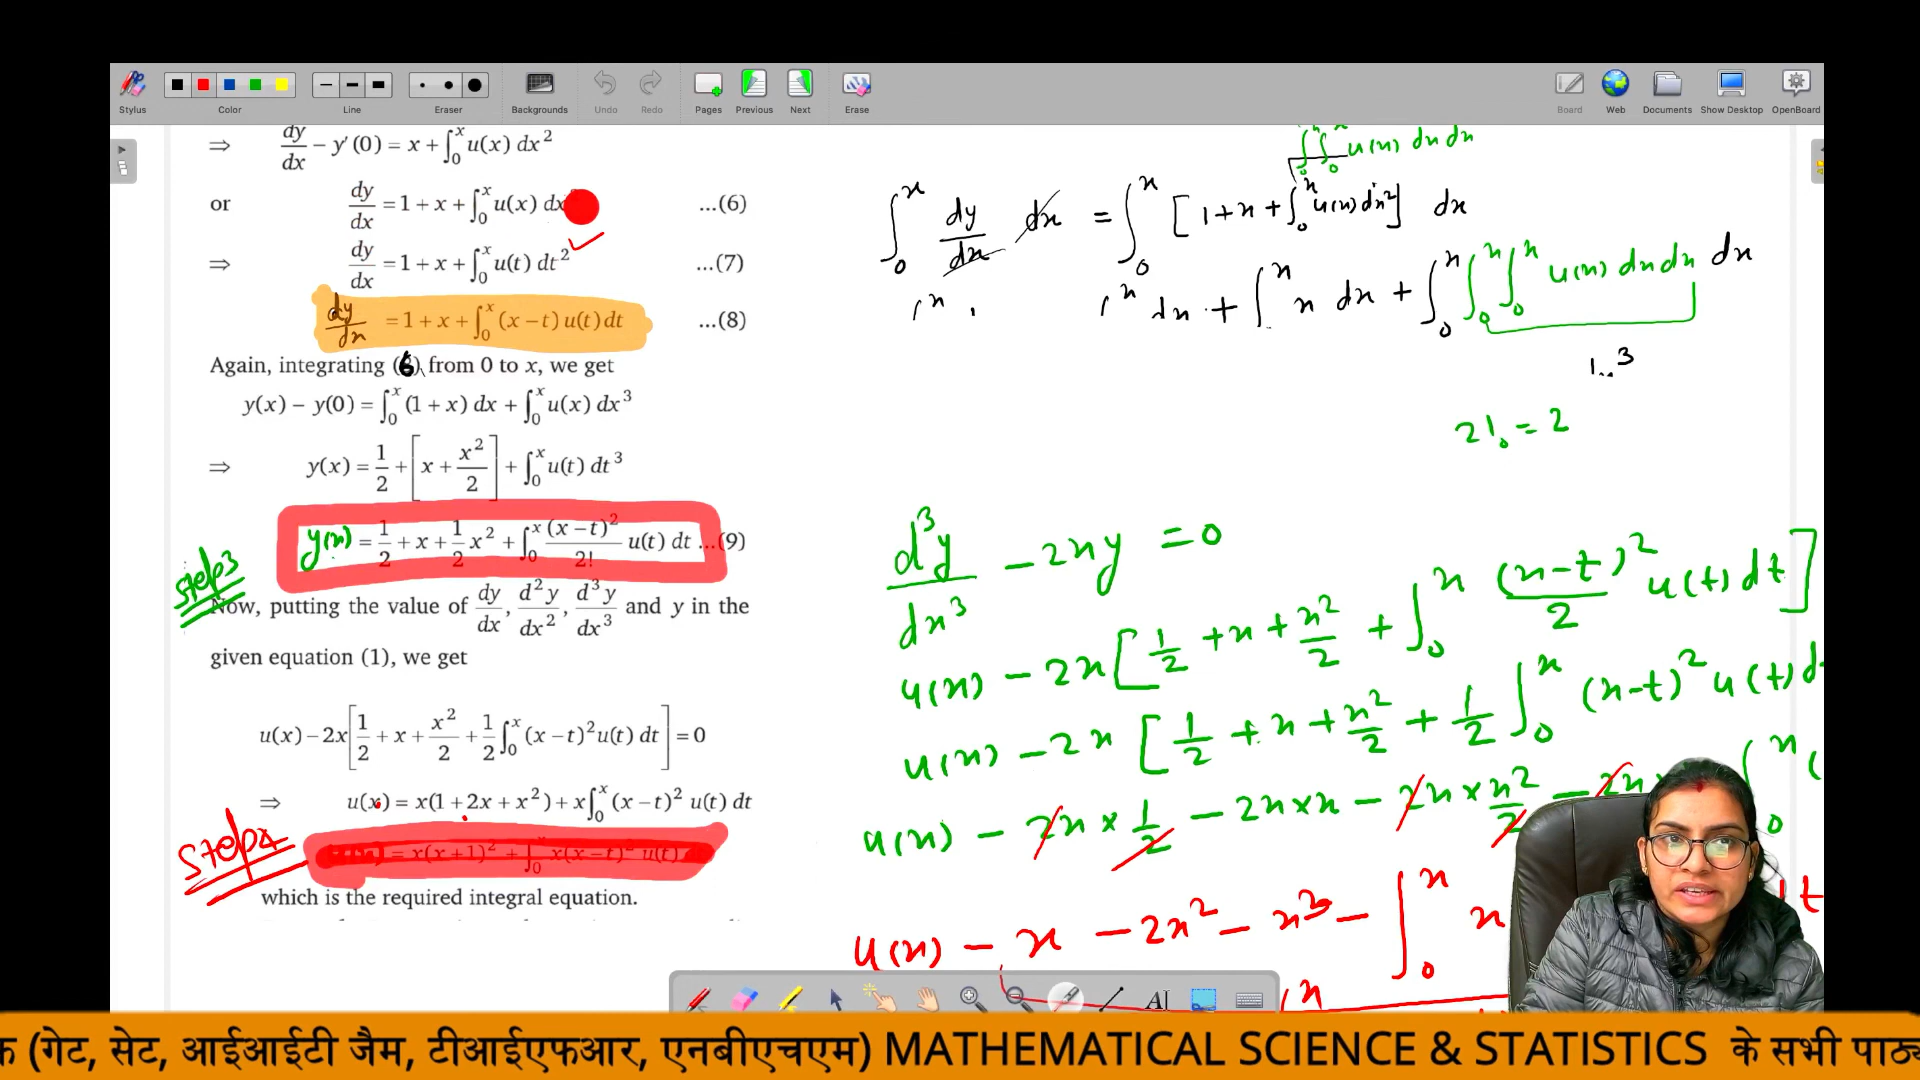 Stylus Color Line Eraser Backgrounds Undo Redo Pages Previous Next Erase Board Web Documents Show Desktop OpenBoard
⇒ dy/dx − y′(0) = x + ∫₀ˣ u(x) dx²
or dy/dx = 1 + x + ∫₀ˣ u(x) dx ...(6)
⇒ dy/dx = 1 + x + ∫₀ˣ u(t) dt² ...(7)
dy/dx = 1 + x + ∫₀ˣ (x − t) u(t) dt ...(8)
Again, integrating (6) from 0 to x, we get
y(x) − y(0) = ∫₀ˣ (1 + x) dx + ∫₀ˣ u(x) dx³
⇒ y(x) = 1/2 + [x + x²/2] + ∫₀ˣ u(t) dt³
y(x) = 1/2 + x + 1/2 x² + ∫₀ˣ (x − t)²/2! u(t) dt ...(9)
Step3
Now, putting the value of dy/dx, d²y/dx², d³y/dx³ and y in the
given equation (1), we get
u(x) − 2x[1/2 + x + x²/2 + 1/2 ∫₀ˣ (x − t)² u(t) dt] = 0
⇒ u(x) = x(1 + 2x + x²) + x∫₀ˣ (x − t)² u(t) dt
Step4
= x(x + 1)² + ∫₀ˣ x(x − t)² u(t)
which is the required integral equation.
∫₀ˣ u(x) dx dx
∫₀ˣ dy/dx dx = ∫₀ˣ [1 + x + ∫₀ˣ u(x) dx²] dx
dx + ∫ˣ x dx + ∫₀ˣ ∫₀ˣ ∫₀ˣ u(x) dx dx dx
3
2! = 2
d³y/dx³ − 2xy = 0
u(x) − 2x[1/2 + x + x²/2 + ∫₀ˣ (x−t)²/2 u(t) dt]
u(x) − 2x [1/2 + x + x²/2 + 1/2 ∫₀ˣ (x−t)² u(t) d
u(x) − 2x × 1/2 − 2x × x − 2x × x²/2 − 2x
u(x) − x − 2x² − x³ − ∫₀ˣ x
(गेट, सेट, आईआईटी जैम, टीआईएफआर, एनबीएचएम) MATHEMATICAL SCIENCE & STATISTICS के सभी